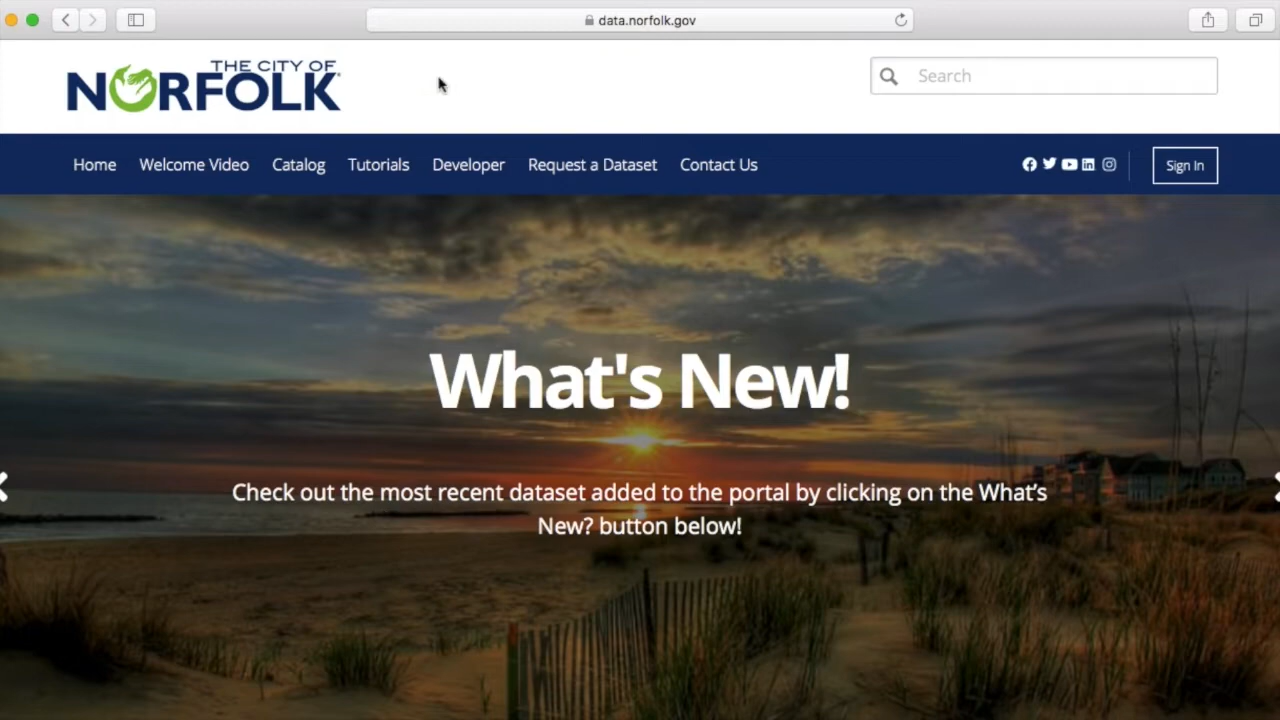 data.norfolk.gov
THE CITY OF
NORFOLK
Search
Home Welcome Video Catalog Tutorials Developer Request a Dataset Contact Us Sign In
What's New!
Check out the most recent dataset added to the portal by clicking on the What’s
New? button below!